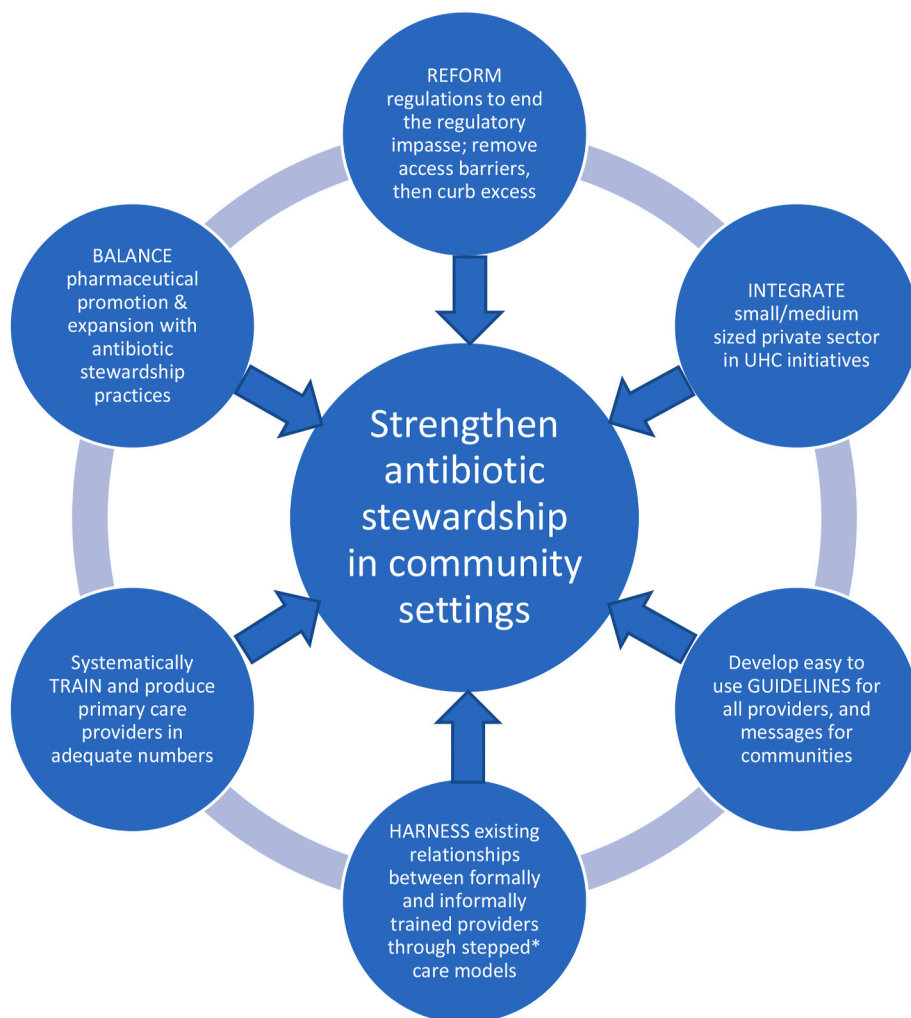 REFORM
regulations to end
the regulatory
impasse; remove
access barriers,
then curb excess
INTEGRATE
small/medium
sized private sector
in UHC initiatives
Develop easy to
use GUIDELINES for
all providers, and
messages for
communities
HARNESS existing
relationships
between formally
and informally
trained providers
through stepped*
care models
Systematically
TRAIN and produce
primary care
providers in
adequate numbers
BALANCE
pharmaceutical
promotion &
expansion with
antibiotic
stewardship
practices
Strengthen
antibiotic
stewardship
in community
settings